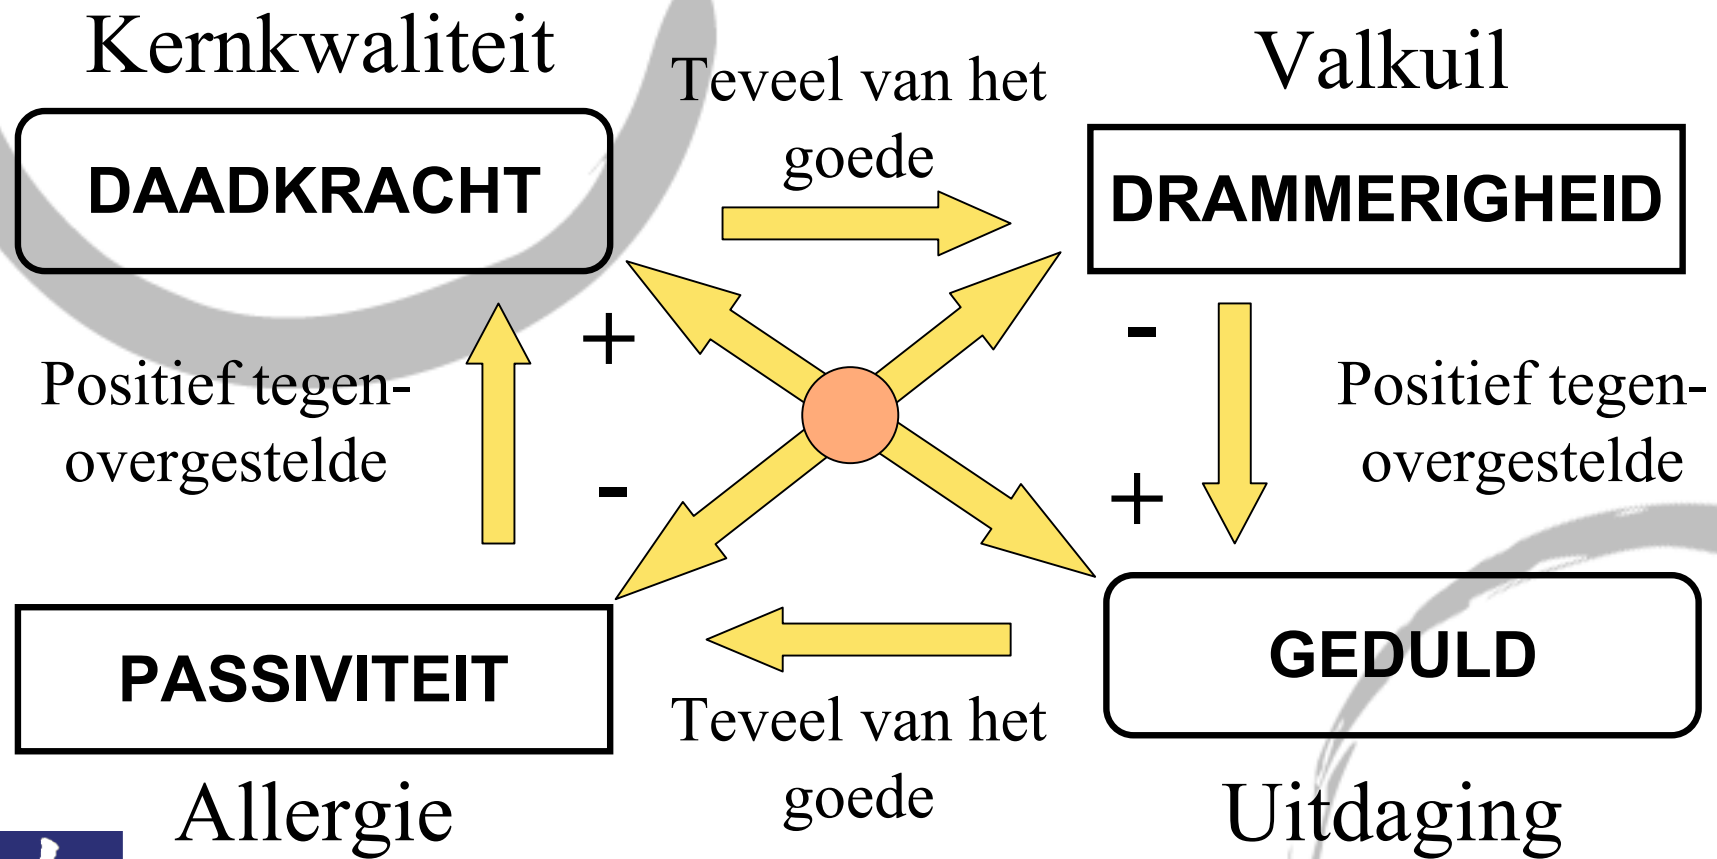 Kernkwaliteit
Teveel van het
goede
Valkuil
DAADKRACHT
DRAMMERIGHEID
+
-
Positief tegen-
overgestelde
Positief tegen-
overgestelde
-
+
PASSIVITEIT
GEDULD
Teveel van het
goede
Allergie
Uitdaging